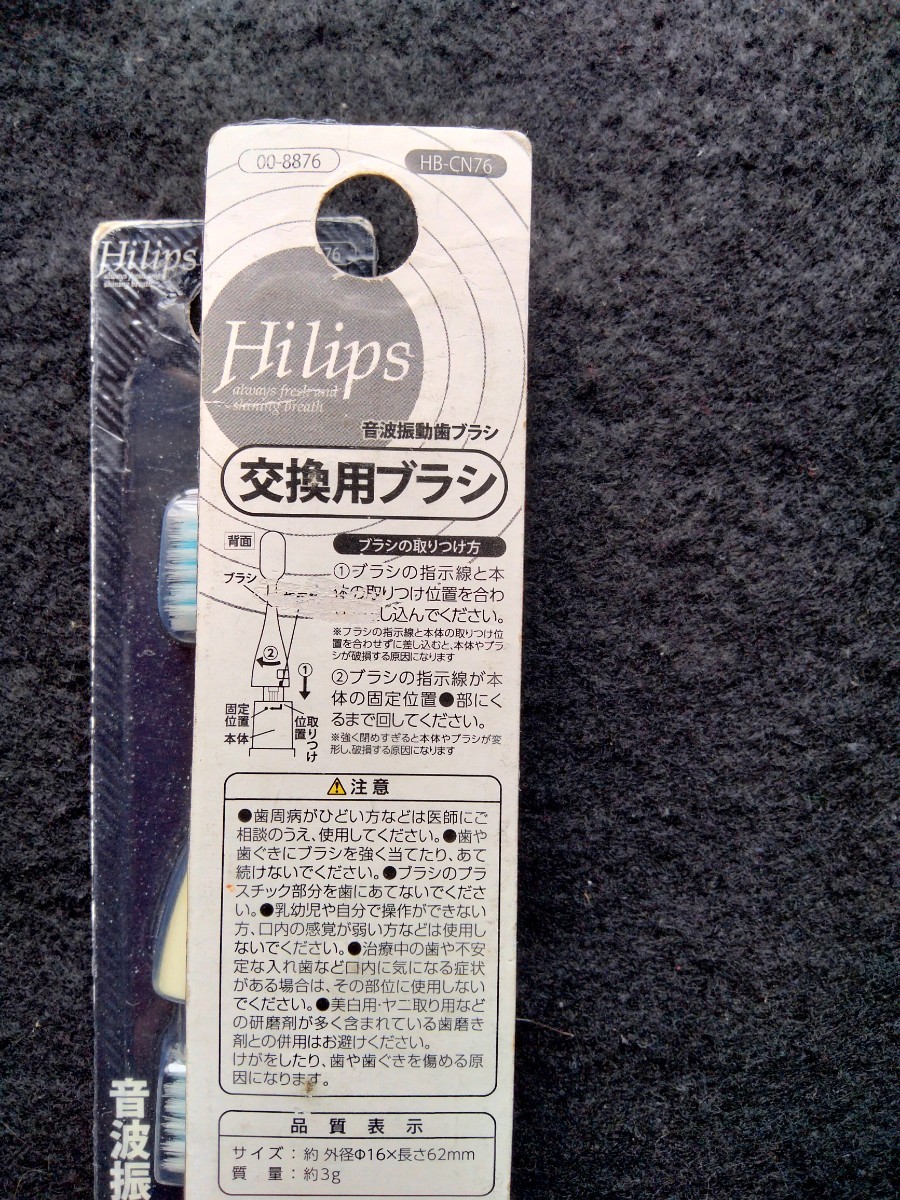 00-8876
HB-CN76
Hilips
76
Hilips
always fresh and
shining breath
音波振動歯ブラシ
交換用ブラシ
背面
ブラシの取りつけ方
ブラシ
①ブラシの指示線と本
の取りつけ位置を合わ
し込んでください。
※ブラシの指示線と本体の取りつけ位
置を合わせずに差し込むと、本体やブラ
シが破損する原因になります
②
①
②ブラシの指示線が本
体の固定位置●部にく
るまで回してください。
※強く閉めすぎると本体やブラシが変
形し、破損する原因になります
固定
位置
本体
取りつけ
位置
注意
●歯周病がひどい方などは医師にご
相談のうえ、使用してください。●歯や
歯ぐきにブラシを強く当てたり、あて
続けないでください。●ブラシのプラ
スチック部分を歯にあてないでくださ
い。●乳幼児や自分で操作ができない
方、口内の感覚が弱い方などは使用し
ないでください。●治療中の歯や不安
定な入れ歯など口内に気になる症状
がある場合は、その部位に使用しない
でください。●美白用・ヤニ取り用など
の研磨剤が多く含まれている歯磨き
剤との併用はお避けください。
けがをしたり、歯や歯ぐきを傷める原
因になります。
品質表示
サイズ：約 外径Φ16×長さ62mm
質量：約3g
音波振